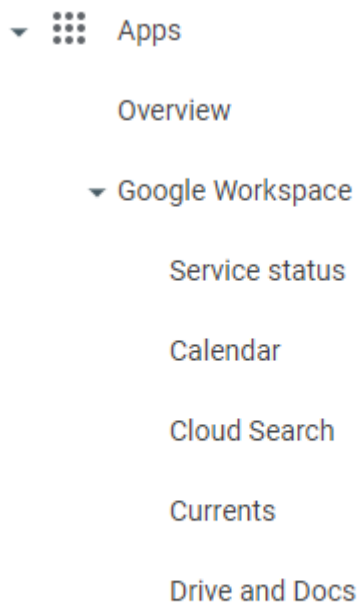 Apps
Overview
Google Workspace
Service status
Calendar
Cloud Search
Currents
Drive and Docs